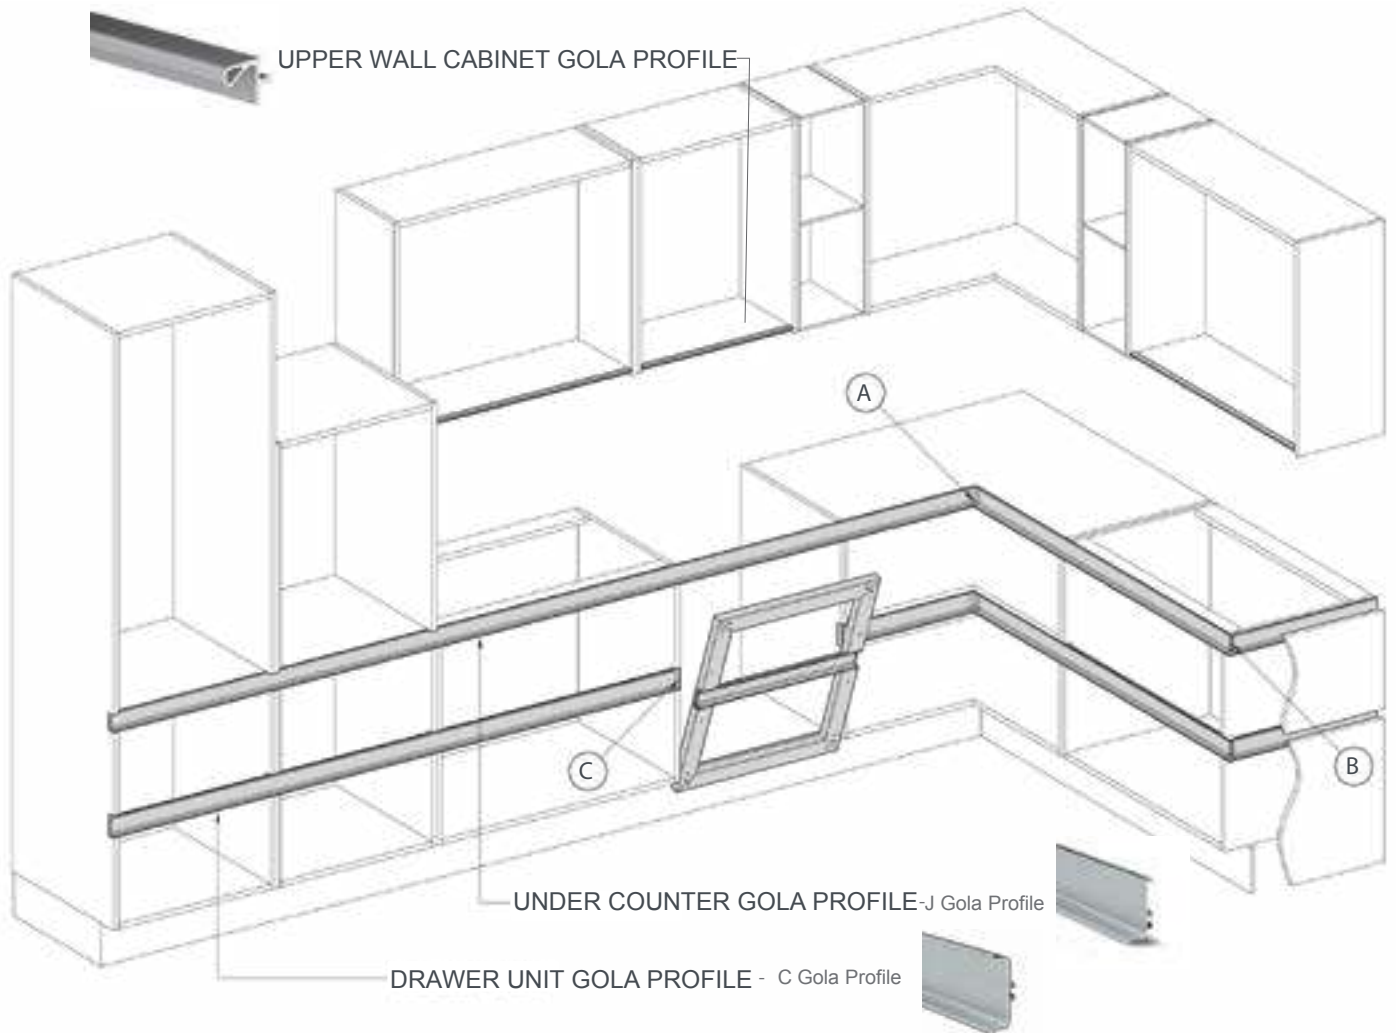 UPPER WALL CABINET GOLA PROFILE
A
C
B
UNDER COUNTER GOLA PROFILE-J Gola Profile
DRAWER UNIT GOLA PROFILE - C Gola Profile